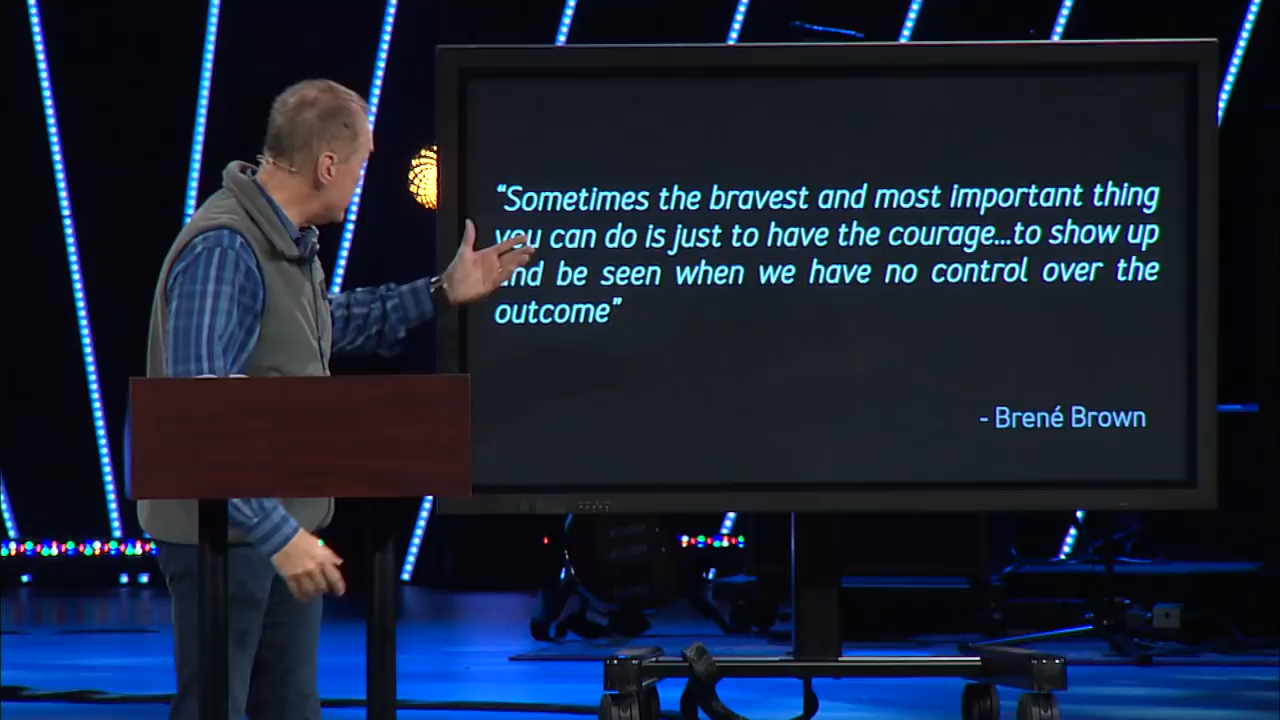 “Sometimes the bravest and most important thing
you can do is just to have the courage...to show up
and be seen when we have no control over the
outcome”
- Brené Brown